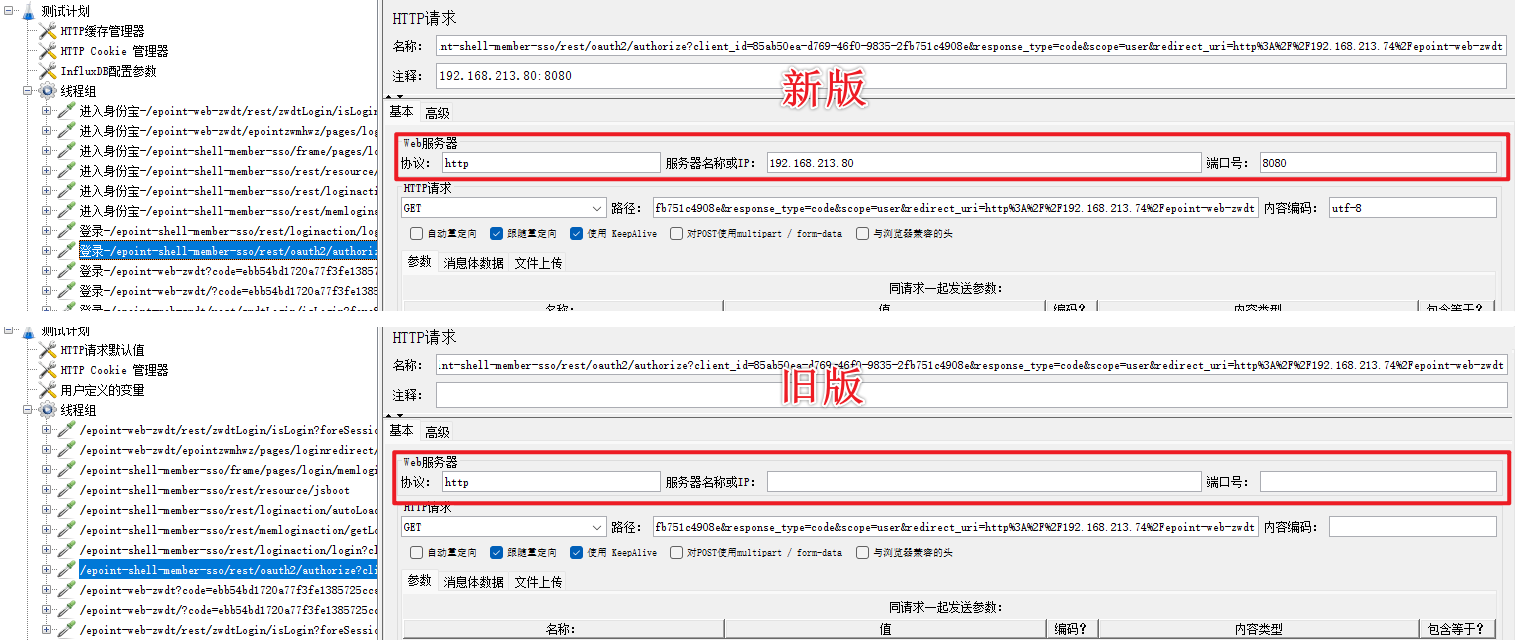 测试计划
HTTP缓存管理器
HTTP Cookie 管理器
InfluxDB配置参数
线程组
进入身份宝-/epoint-web-zwdt/rest/zwdtLogin/isLogin
进入身份宝-/epoint-web-zwdt/epointzwmhwz/pages/log
进入身份宝-/epoint-shell-member-sso/frame/pages/lo
进入身份宝-/epoint-shell-member-sso/rest/resource/
进入身份宝-/epoint-shell-member-sso/rest/loginacti
进入身份宝-/epoint-shell-member-sso/rest/memlogins
登录-/epoint-shell-member-sso/rest/loginaction/log
登录-/epoint-shell-member-sso/rest/oauth2/authoriz
登录-/epoint-web-zwdt?code=ebb54bd1720a77f3fe13857
登录-/epoint-web-zwdt/?code=ebb54bd1720a77f3fe1385
HTTP请求
名称: nt-shell-member-sso/rest/oauth2/authorize?client_id=85ab50ea-d769-46f0-9835-2fb751c4908e&response_type=code&scope=user&redirect_uri=http%3A%2F%2F192.168.213.74%2Fepoint-web-zwdt
注释: 192.168.213.80:8080
新版
基本 高级
Web服务器
协议: http 服务器名称或IP: 192.168.213.80 端口号: 8080
HTTP请求
GET 路径: fb751c4908e&response_type=code&scope=user&redirect_uri=http%3A%2F%2F192.168.213.74%2Fepoint-web-zwdt 内容编码: utf-8
自动重定向 跟随重定向 使用 KeepAlive 对POST使用multipart / form-data 与浏览器兼容的头
参数 消息体数据 文件上传
同请求一起发送参数:
名称: 值 编码? 内容类型 包含等于?
测试计划
HTTP请求默认值
HTTP Cookie 管理器
用户定义的变量
线程组
/epoint-web-zwdt/rest/zwdtLogin/isLogin?foreSessio
/epoint-web-zwdt/epointzwmhwz/pages/loginredirect/
/epoint-shell-member-sso/frame/pages/login/memlogi
/epoint-shell-member-sso/rest/resource/jsboot
/epoint-shell-member-sso/rest/loginaction/autoLoad
/epoint-shell-member-sso/rest/memloginaction/getLo
/epoint-shell-member-sso/rest/loginaction/login?cl
/epoint-shell-member-sso/rest/oauth2/authorize?cli
/epoint-web-zwdt?code=ebb54bd1720a77f3fe1385725ccs
/epoint-web-zwdt/?code=ebb54bd1720a77f3fe1385725cc
/epoint-web-zwdt/rest/zwdtLogin/isLogin?foreSessio
HTTP请求
名称: .nt-shell-member-sso/rest/oauth2/authorize?client_id=85ab50ea-d769-46f0-9835-2fb751c4908e&response_type=code&scope=user&redirect_uri=http%3A%2F%2F192.168.213.74%2Fepoint-web-zwdt
注释:
旧版
基本 高级
Web服务器
协议: http 服务器名称或IP: 端口号:
HTTP请求
GET 路径: fb751c4908e&response_type=code&scope=user&redirect_uri=http%3A%2F%2F192.168.213.74%2Fepoint-web-zwdt 内容编码:
自动重定向 跟随重定向 使用 KeepAlive 对POST使用multipart / form-data 与浏览器兼容的头
参数 消息体数据 文件上传
同请求一起发送参数:
名称: 值 编码? 内容类型 包含等于?